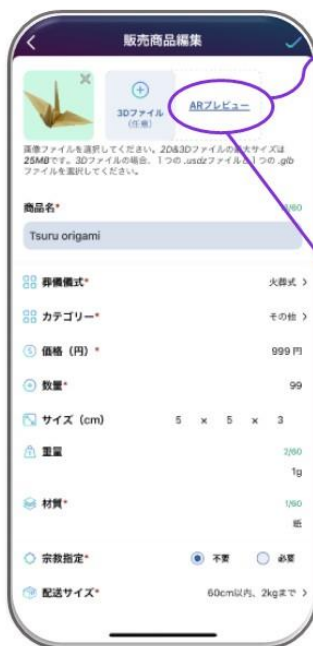 販売商品編集
3Dファイル
(任意)
ARプレビュー
画像ファイルを選択してください。2D&3Dファイルの最大サイズは
25MBです。3Dファイルの場合、1つの.usdzファイルと1つの.glb
ファイルを選択してください。
商品名*
/60
Tsuru origami
葬儀儀式* 火葬式 >
カテゴリー* その他 >
価格（円）* 999 円
数量* 99
サイズ（cm） 5 × 5 × 3
重量 2/60
1g
材質* 1/60
紙
宗教指定* 不要 必要
配送サイズ* 60cm以内、2kgまで >